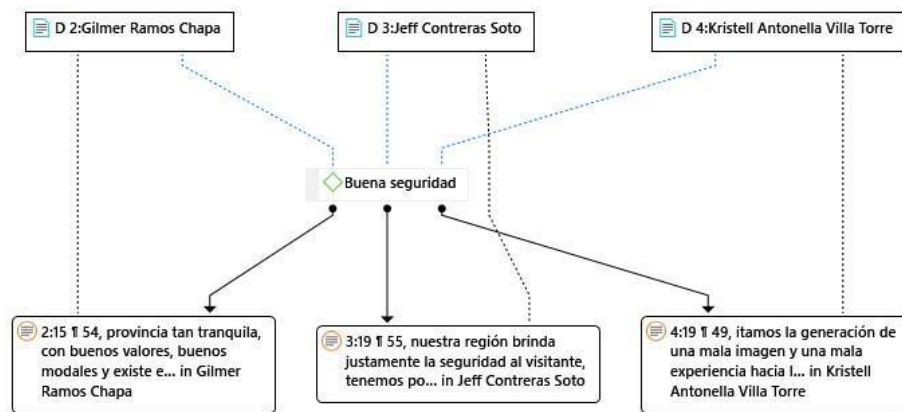 D 2:Gilmer Ramos Chapa
D 3:Jeff Contreras Soto
D 4:Kristell Antonella Villa Torre
Buena seguridad
2:15 ¶ 54, provincia tan tranquila,
con buenos valores, buenos
modales y existe e... in Gilmer
Ramos Chapa
3:19 ¶ 55, nuestra región brinda
justamente la seguridad al visitante,
tenemos po... in Jeff Contreras Soto
4:19 ¶ 49, itamos la generación de
una mala imagen y una mala
experiencia hacia l... in Kristell
Antonella Villa Torre